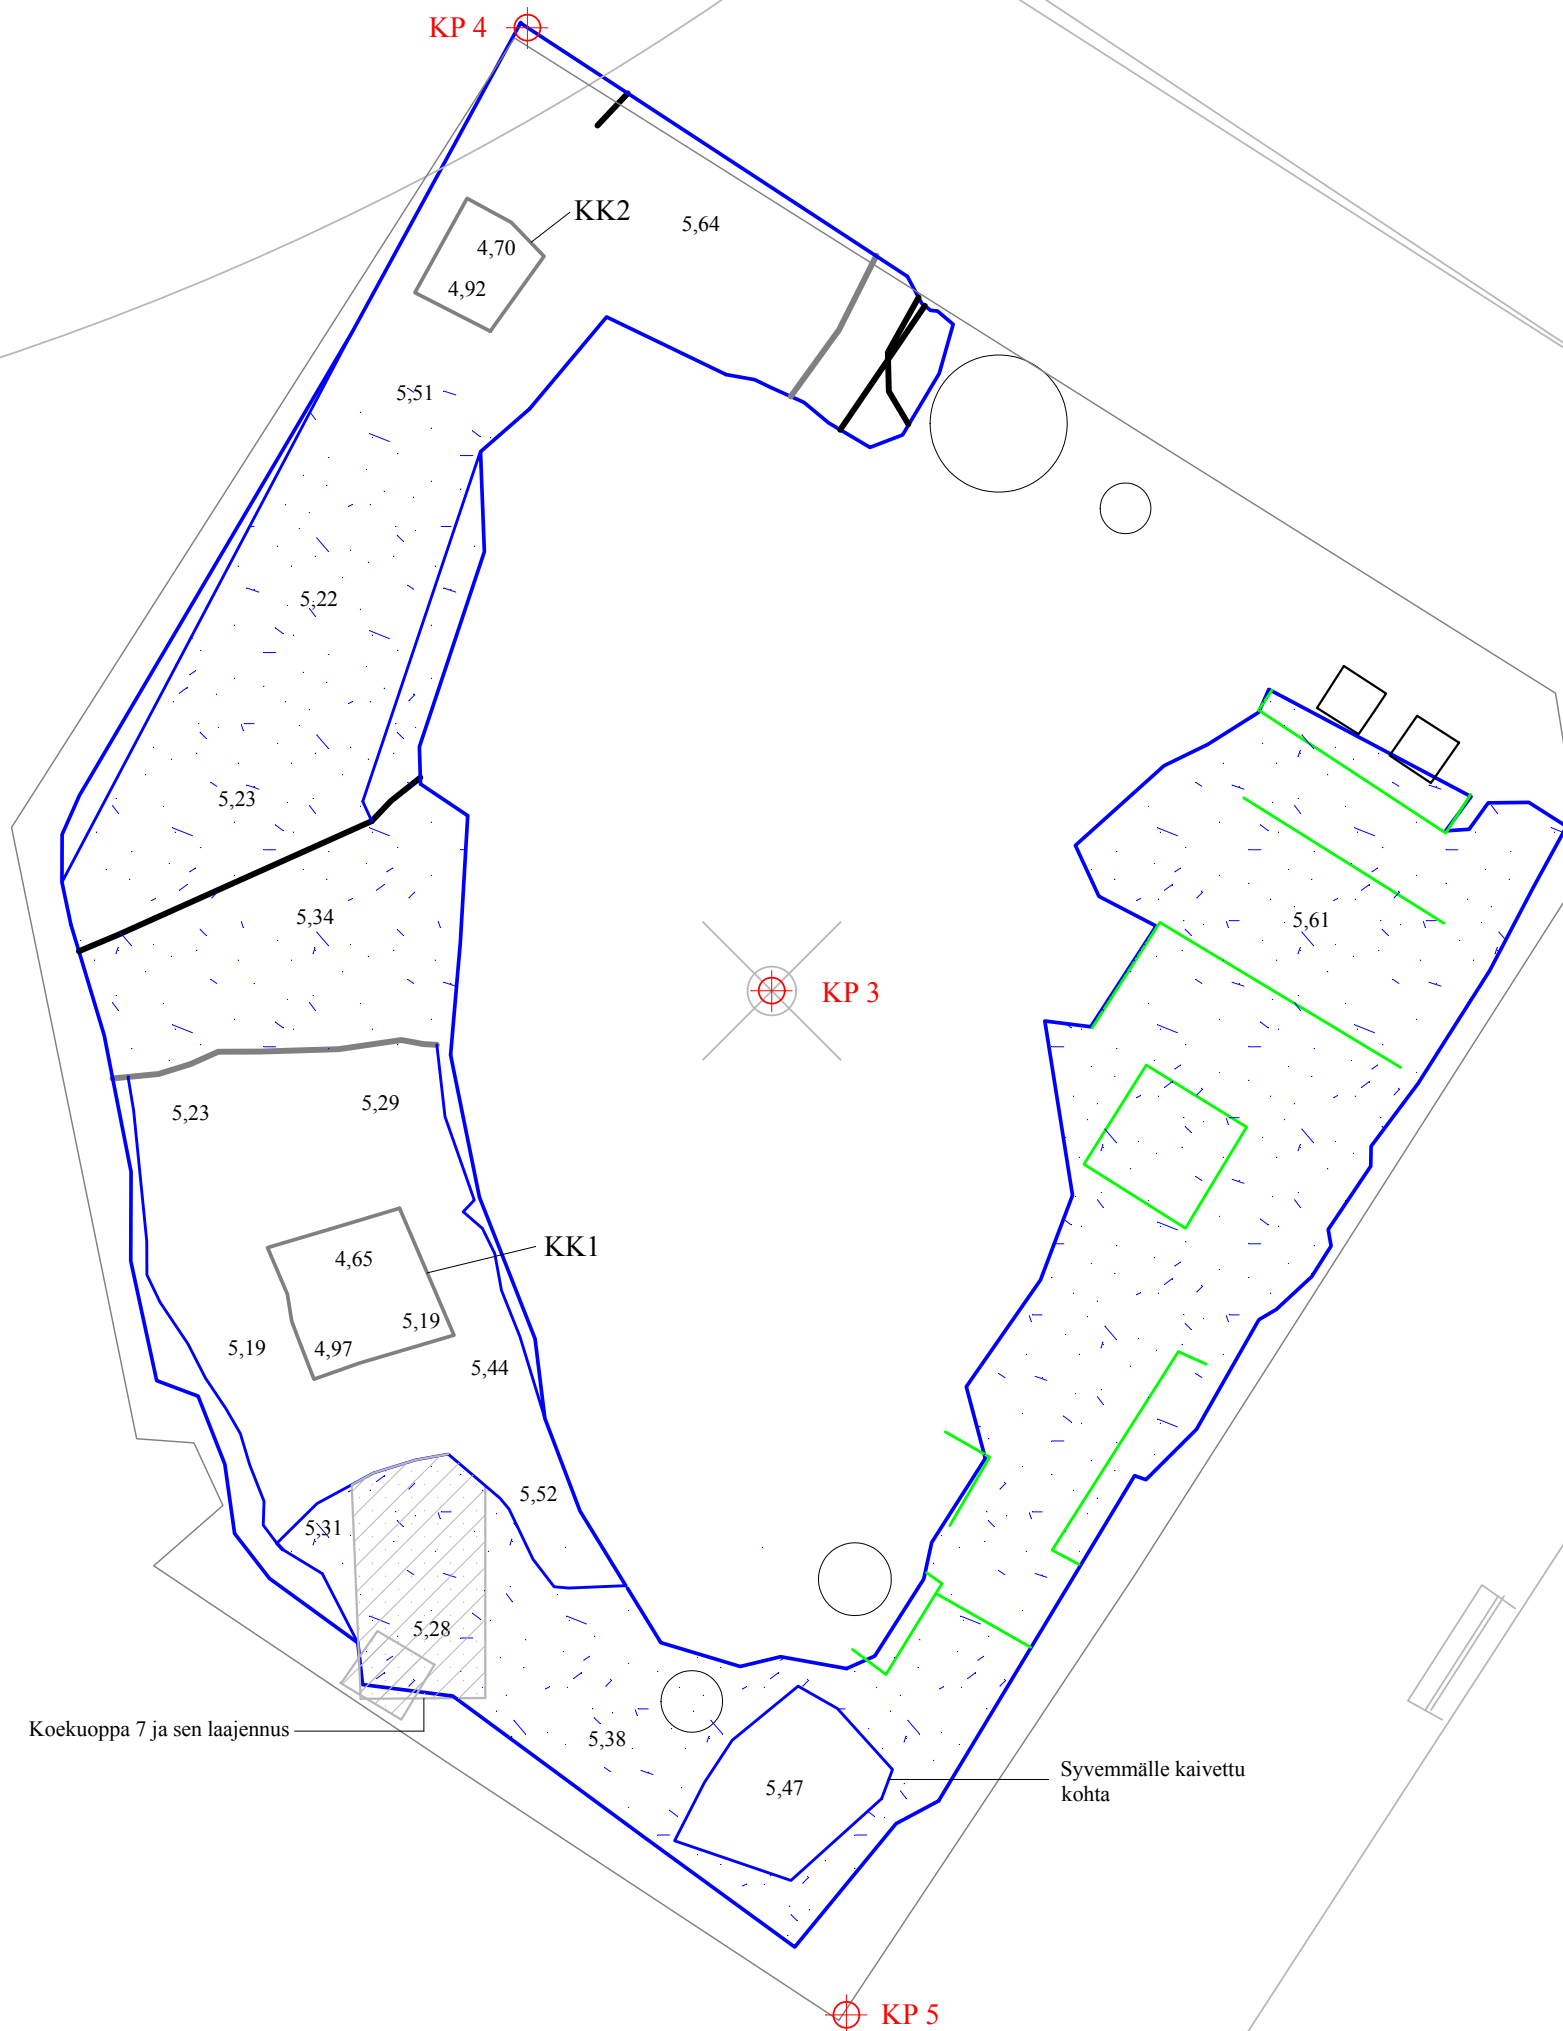 KP 4
KK2
5,64
4,70
4,92
5,51
5,22
5,23
5,34
5,61
KP 3
5,23
5,29
4,65
KK1
5,19
5,19
4,97
5,44
5,52
5,31
5,28
Koekuoppa 7 ja sen laajennus
5,38
5,47
Syvemmälle kaivettu
kohta
KP 5